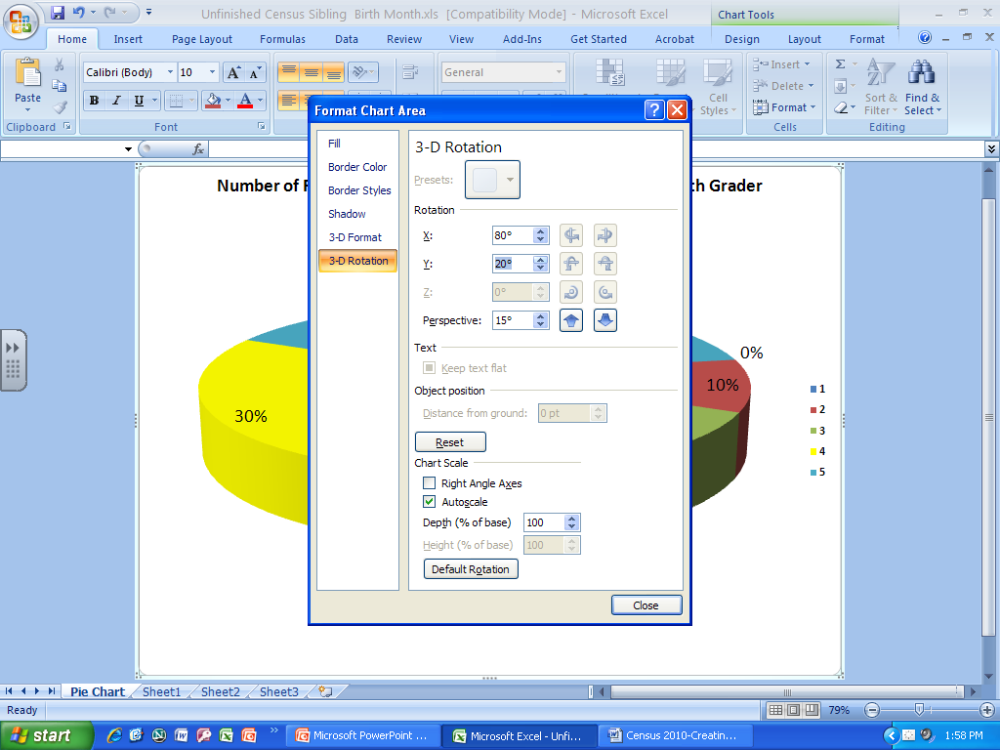 Unfinished Census Sibling Birth Month.xls [Compatibility Mode] - Microsoft Excel
Chart Tools
Home Insert Page Layout Formulas Data Review View Add-Ins Get Started Acrobat Design Layout Format
Paste
Calibri (Body) 10
General
B I U
Cell Styles
Insert
Delete
Format
Sort & Filter
Find & Select
Clipboard Font Cells Editing
fx
Format Chart Area
Fill
Border Color
Border Styles
Shadow
3-D Format
3-D Rotation
3-D Rotation
Presets:
Rotation
X: 80°
Y: 20°
Z: 0°
Perspective: 15°
Text
Keep text flat
Object position
Distance from ground: 0 pt
Reset
Chart Scale
Right Angle Axes
Autoscale
Depth (% of base) 100
Height (% of base) 100
Default Rotation
Close
Number of
th Grader
30%
0%
10%
1
2
3
4
5
Pie Chart Sheet1 Sheet2 Sheet3
Ready
79%
start
Microsoft PowerPoint ...
Microsoft Excel - Unfi...
Census 2010-Creatin...
1:58 PM